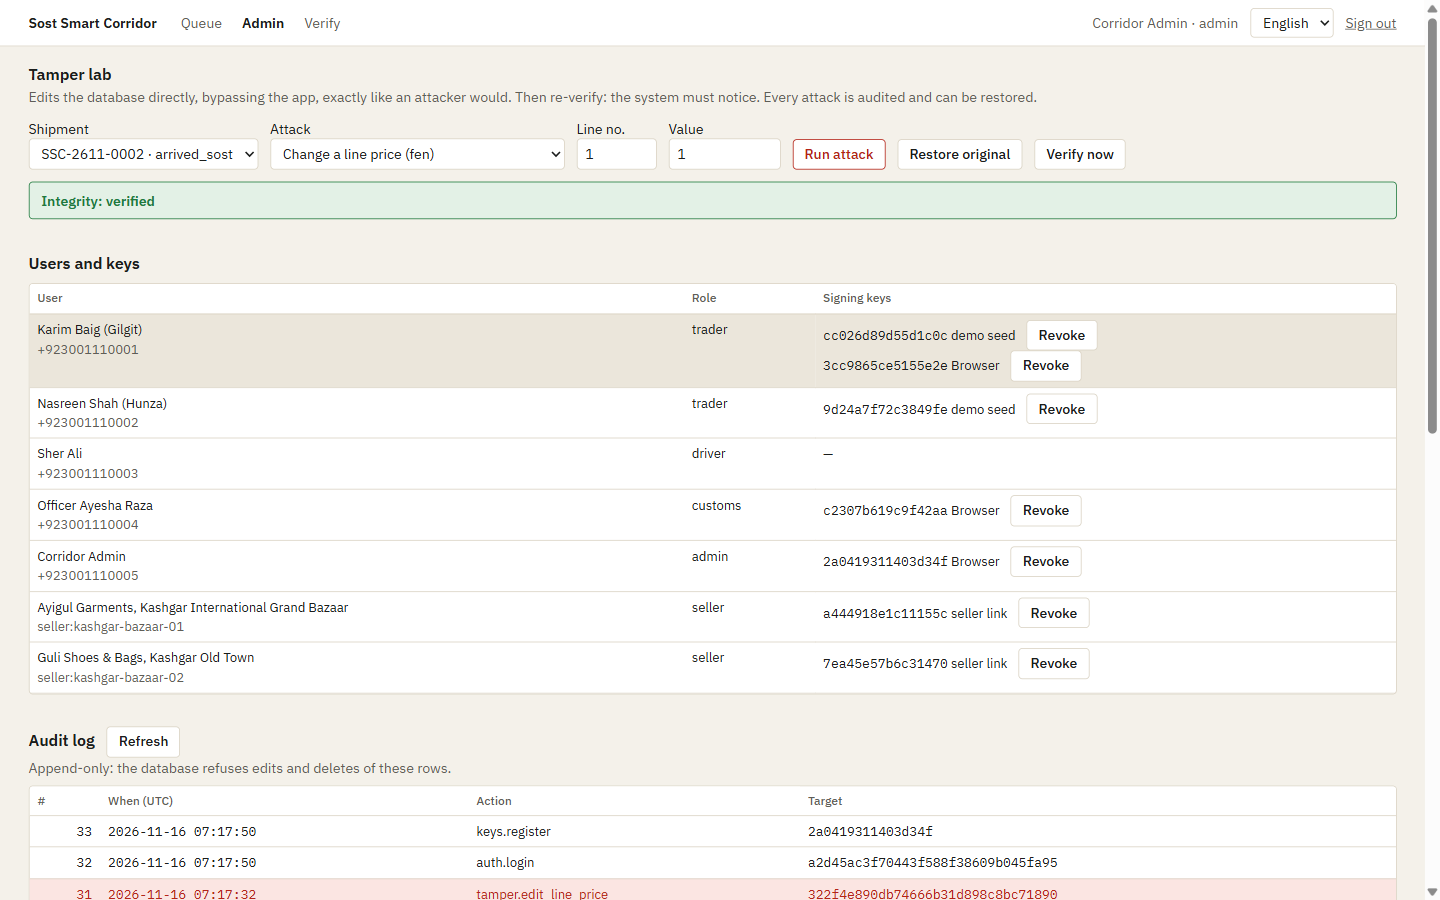 Sost Smart Corridor Queue Admin Verify Corridor Admin · admin English Sign out
Tamper lab
Edits the database directly, bypassing the app, exactly like an attacker would. Then re-verify: the system must notice. Every attack is audited and can be restored.
Shipment Attack Line no. Value
SSC-2611-0002 · arrived_sost Change a line price (fen) 1 1 Run attack Restore original Verify now
Integrity: verified
Users and keys
User Role Signing keys
Karim Baig (Gilgit) trader cc026d89d55d1c0c demo seed Revoke
+923001110001 3cc9865ce5155e2e Browser Revoke
Nasreen Shah (Hunza) trader 9d24a7f72c3849fe demo seed Revoke
+923001110002
Sher Ali driver —
+923001110003
Officer Ayesha Raza customs c2307b619c9f42aa Browser Revoke
+923001110004
Corridor Admin admin 2a0419311403d34f Browser Revoke
+923001110005
Ayigul Garments, Kashgar International Grand Bazaar seller a444918e1c11155c seller link Revoke
seller:kashgar-bazaar-01
Guli Shoes & Bags, Kashgar Old Town seller 7ea45e57b6c31470 seller link Revoke
seller:kashgar-bazaar-02
Audit log Refresh
Append-only: the database refuses edits and deletes of these rows.
# When (UTC) Action Target
33 2026-11-16 07:17:50 keys.register 2a0419311403d34f
32 2026-11-16 07:17:50 auth.login a2d45ac3f70443f588f38609b045fa95
31 2026-11-16 07:17:32 tamper.edit_line_price 322f4e890db74666b31d898c8bc71890